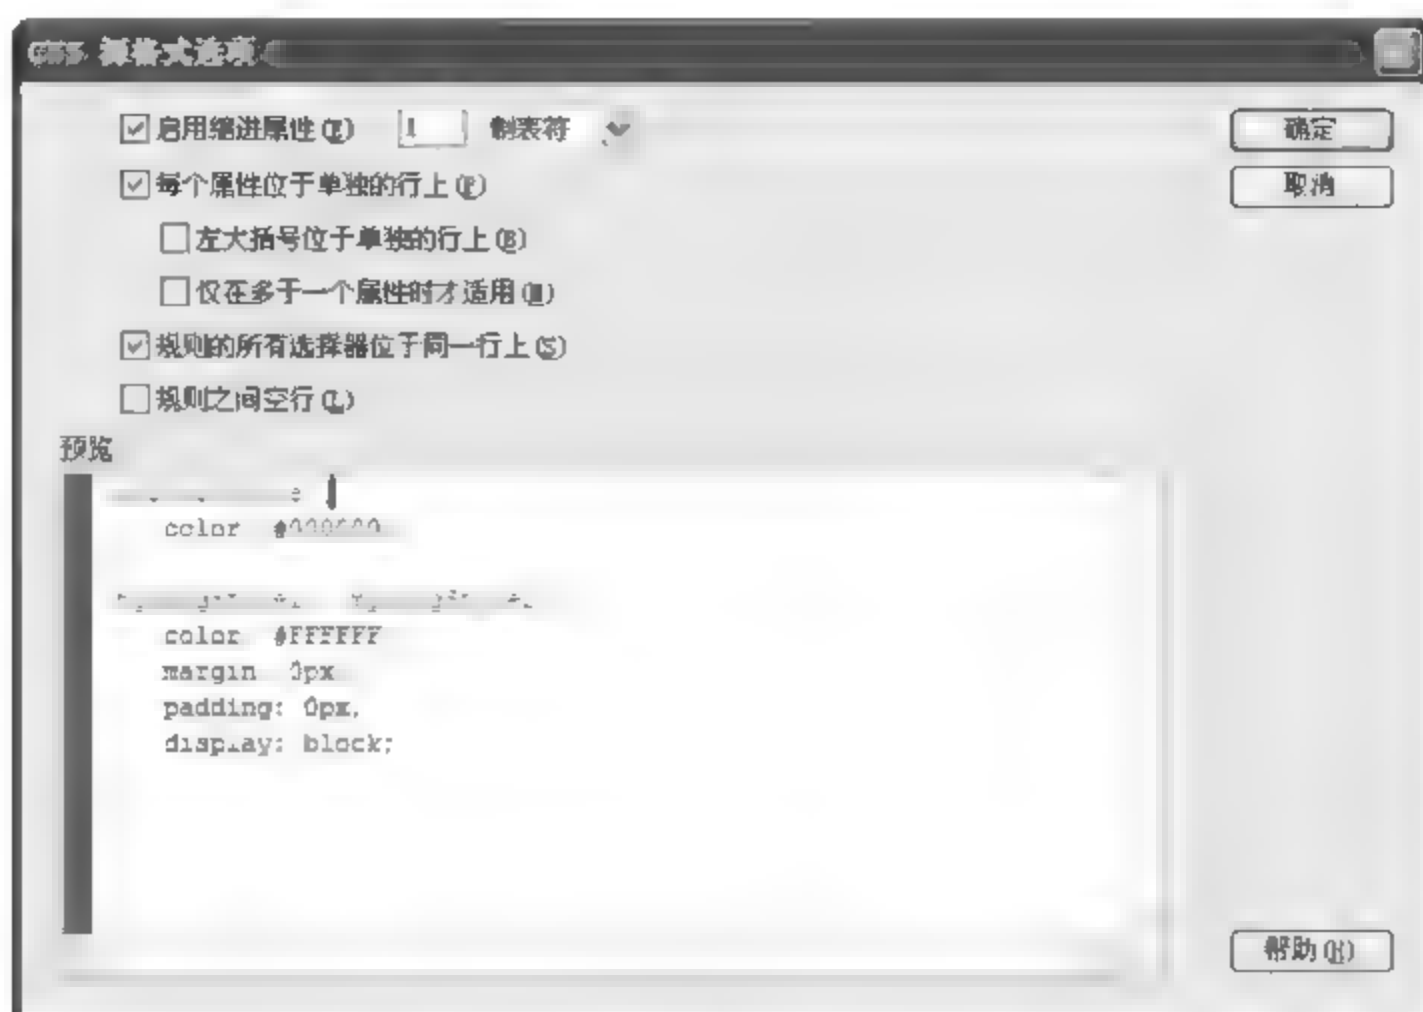 CSS 源格式选项
启用缩进属性(T) 1 制表符
每个属性位于单独的行上(P)
左大括号位于单独的行上(B)
仅在多于一个属性时才适用(M)
规则的所有选择器位于同一行上(S)
规则之间空行(L)
确定
取消
预览
color #000000
color #FFFFFF
margin 0px
padding: 0px,
display: block;
帮助(H)